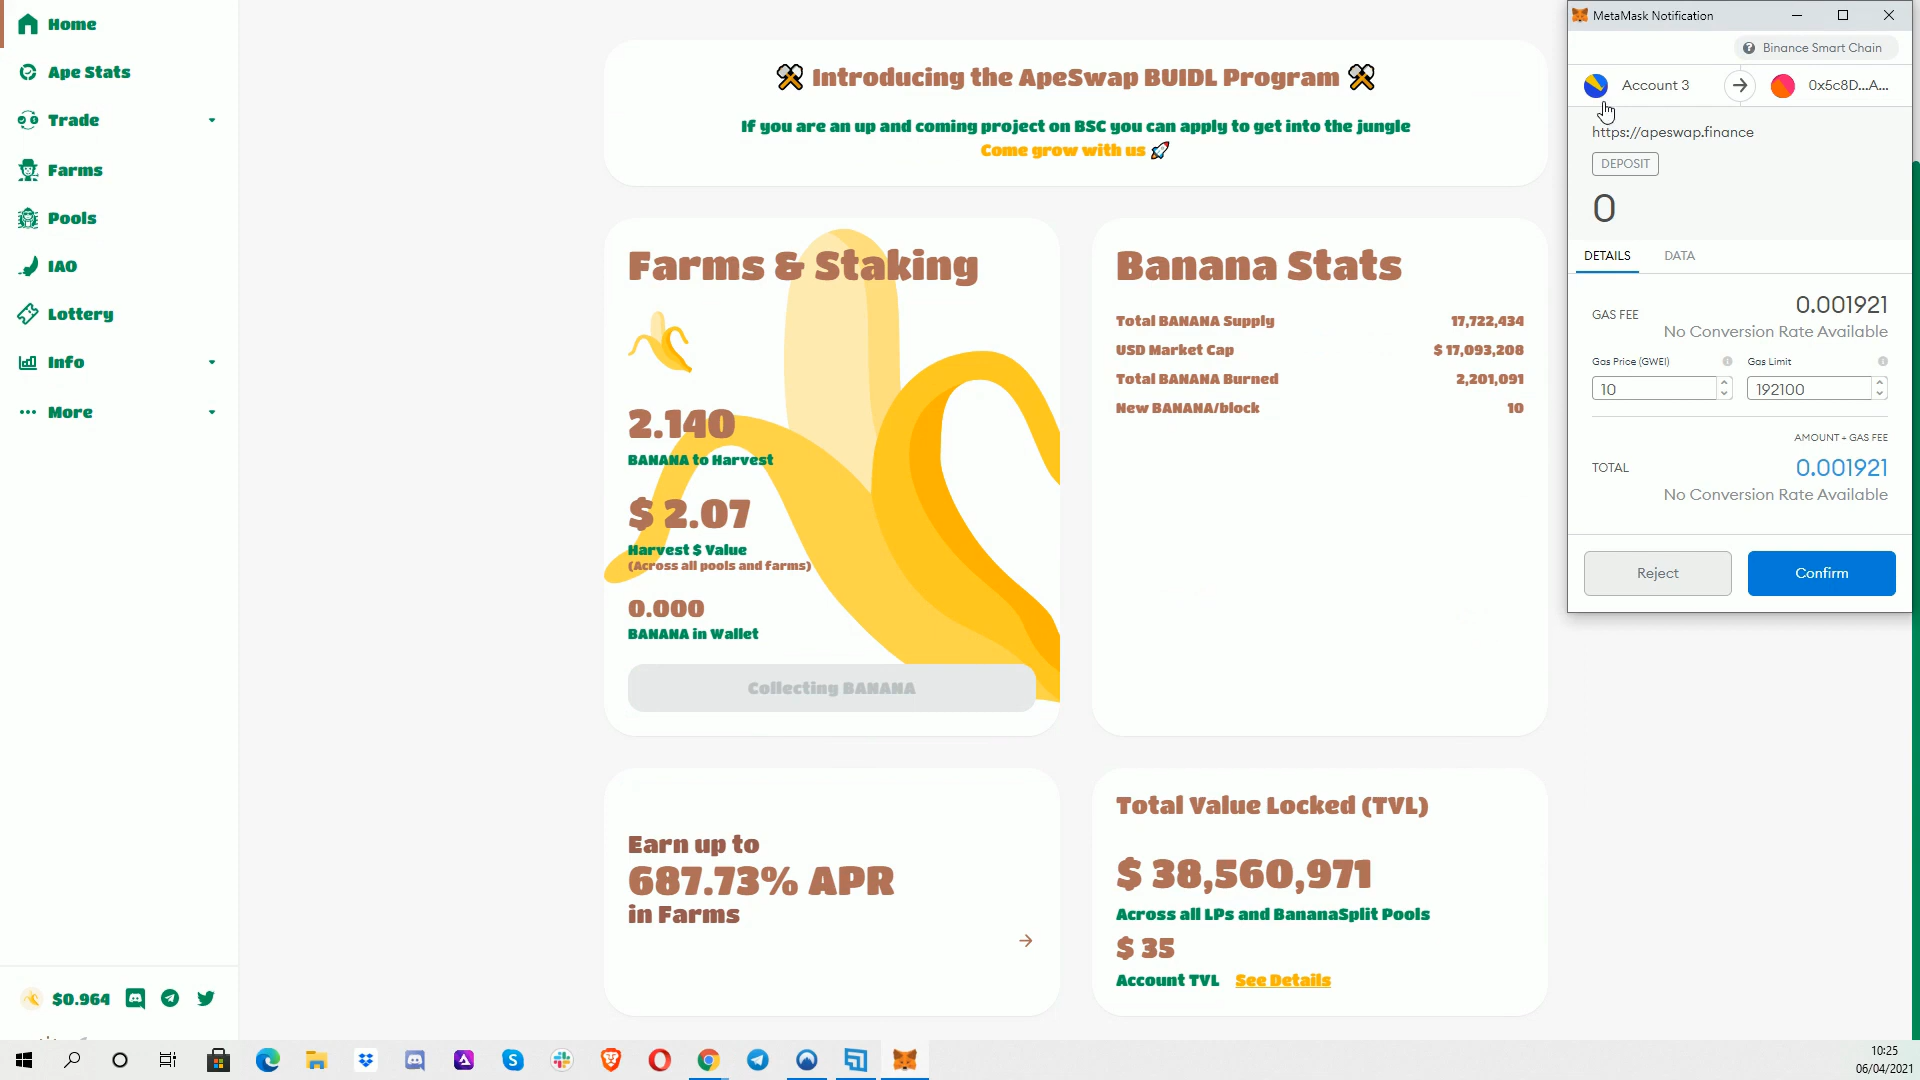 Home
Ape Stats
Trade
Farms
Pools
IAO
Lottery
Info
More
$0.964
Introducing the ApeSwap BUIDL Program
If you are an up and coming project on BSC you can apply to get into the jungle
Come grow with us
Farms & Staking
2.140
BANANA to Harvest
$ 2.07
Harvest $ Value
(Across all pools and farms)
0.000
BANANA in Wallet
Collecting BANANA
Banana Stats
Total BANANA Supply 17,722,434
USD Market Cap $ 17,093,208
Total BANANA Burned 2,201,091
New BANANA/block 10
Earn up to
687.73% APR
in Farms
Total Value Locked (TVL)
$ 38,560,971
Across all LPs and BananaSplit Pools
$ 35
Account TVL See Details
MetaMask Notification
Binance Smart Chain
Account 3 0x5c8D...A...
https://apeswap.finance
DEPOSIT
0
DETAILS DATA
GAS FEE 0.001921
No Conversion Rate Available
Gas Price (GWEI) Gas Limit
10 192100
AMOUNT + GAS FEE
TOTAL 0.001921
No Conversion Rate Available
Reject Confirm
10:25
06/04/2021